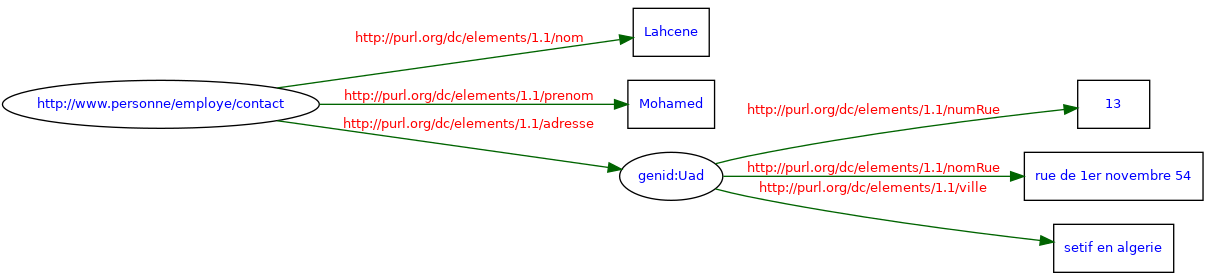 http://purl.org/dc/elements/1.1/nom
Lahcene
http://www.personne/employe/contact
http://purl.org/dc/elements/1.1/prenom
Mohamed
http://purl.org/dc/elements/1.1/adresse
genid:Uad
http://purl.org/dc/elements/1.1/numRue
13
http://purl.org/dc/elements/1.1/nomRue
rue de 1er novembre 54
http://purl.org/dc/elements/1.1/ville
setif en algerie